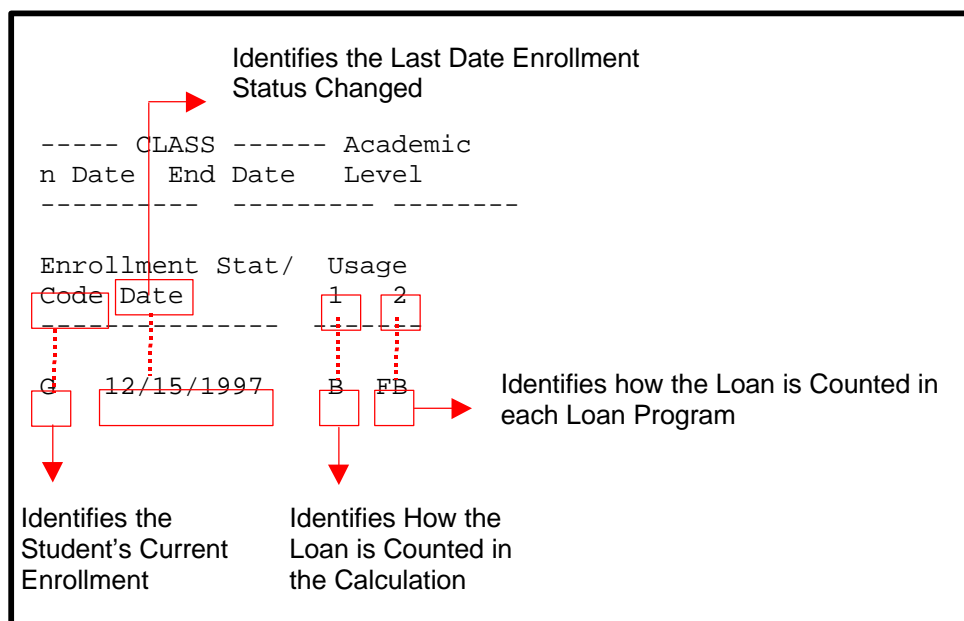 Identifies the Last Date Enrollment
Status Changed
----- CLASS ------ Academic
n Date End Date Level
---------- --------- --------
Enrollment Stat/ Usage
Code Date 1 2
--------------- -------
G 12/15/1997 B FB
Identifies how the Loan is Counted in
each Loan Program
Identifies the
Student's Current
Enrollment
Identifies How the
Loan is Counted in
the Calculation